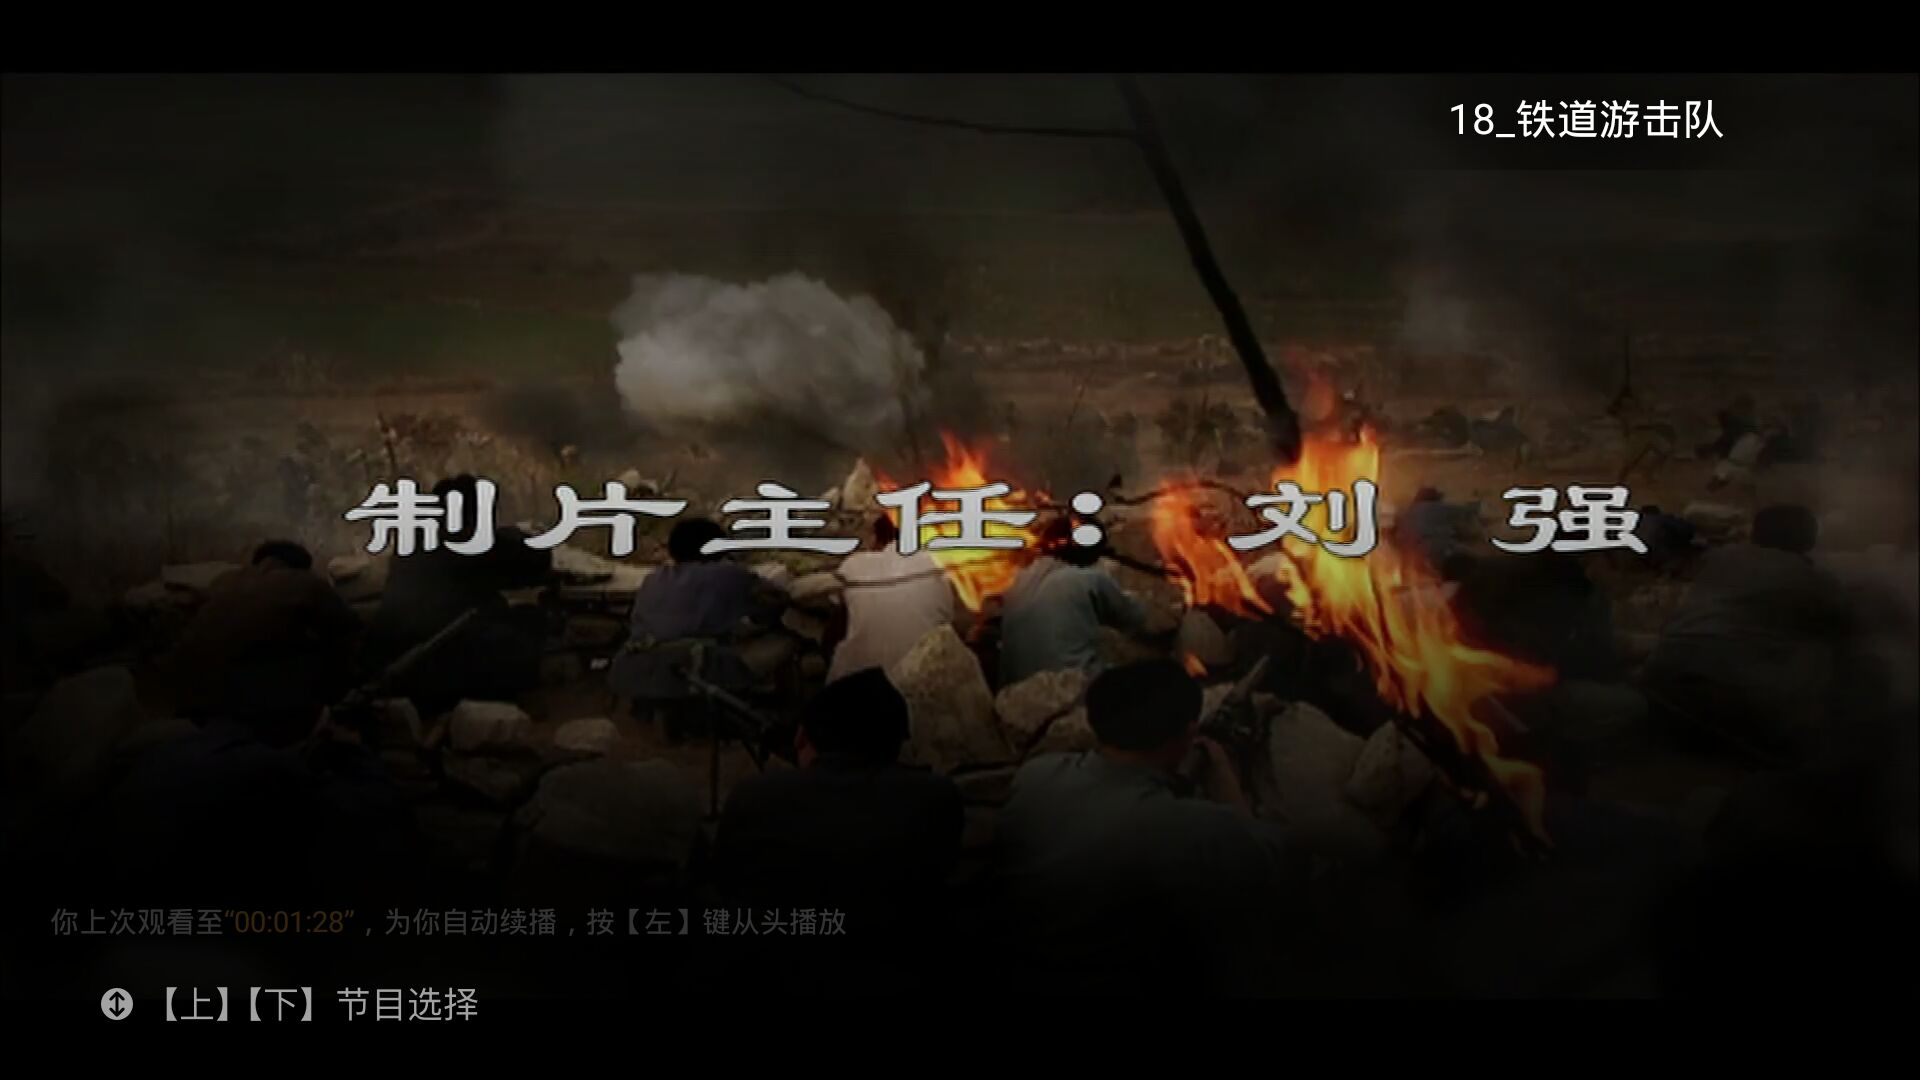 18_铁道游击队
制片主任：刘 强
你上次观看至“00:01:28”，为你自动续播，按【左】键从头播放
【上】【下】节目选择